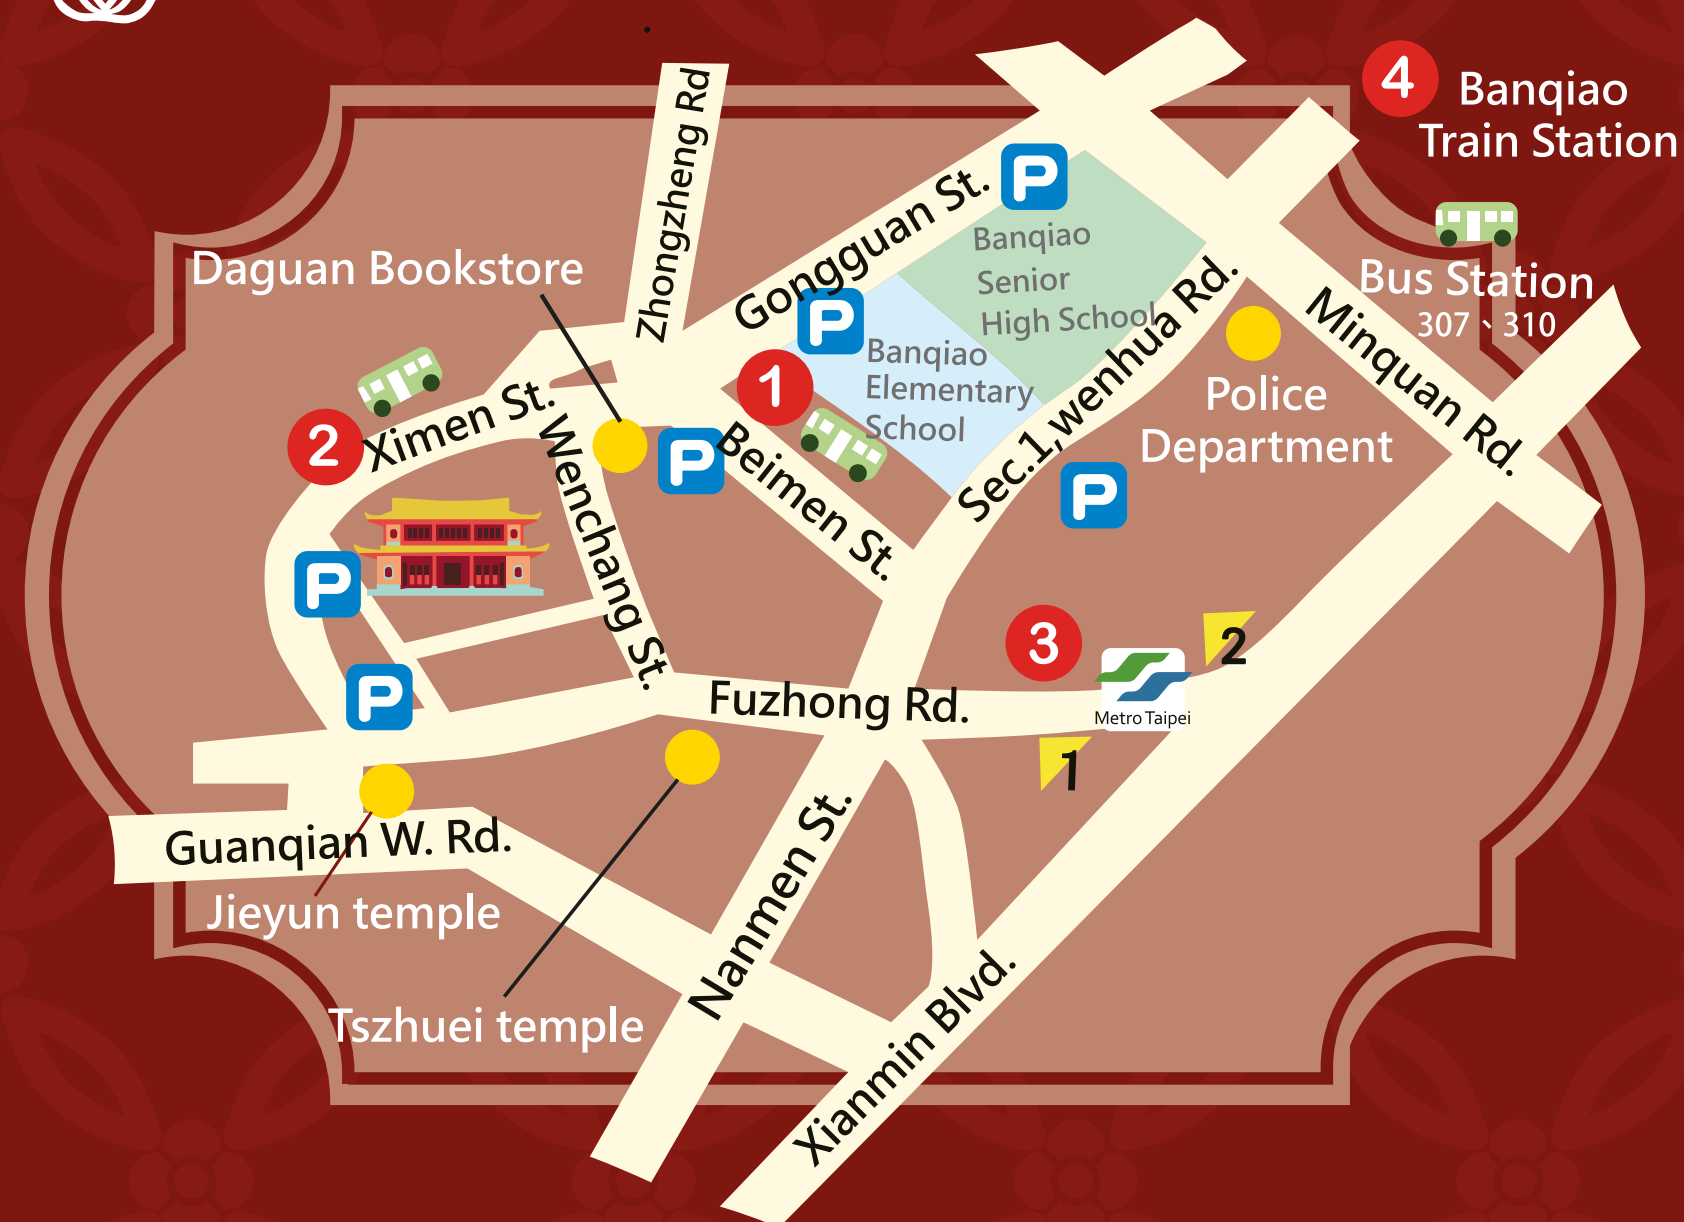 4
Banqiao
Train Station
Zhongzheng Rd
P
Gongguan St.
Banqiao
Senior
High School
Daguan Bookstore
Bus Station
307、310
P
Banqiao
Elementary
School
1
Sec.1,wenhua Rd.
Minquan Rd.
Police
Department
2
Ximen St.
Wenchang St.
P
Beimen St.
P
P
3
2
Metro Taipei
P
Fuzhong Rd.
1
Guanqian W. Rd.
Nanmen St.
Jieyun temple
Tszhuei temple
Xianmin Blvd.